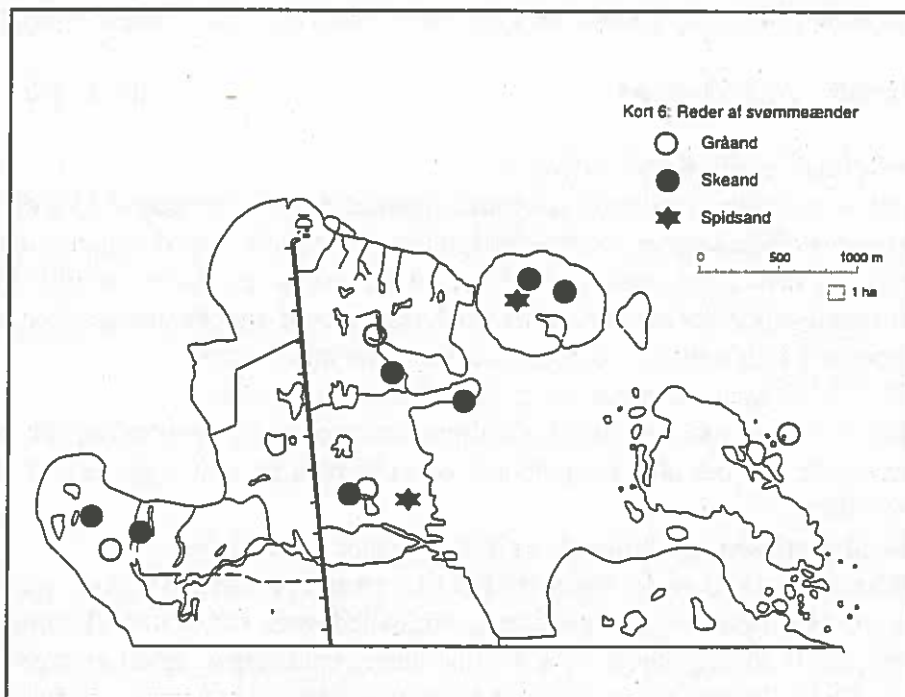 Kort 6: Reder af svømmeænder
Gråand
Skeand
Spidsand
0 500 1000 m
1 ha